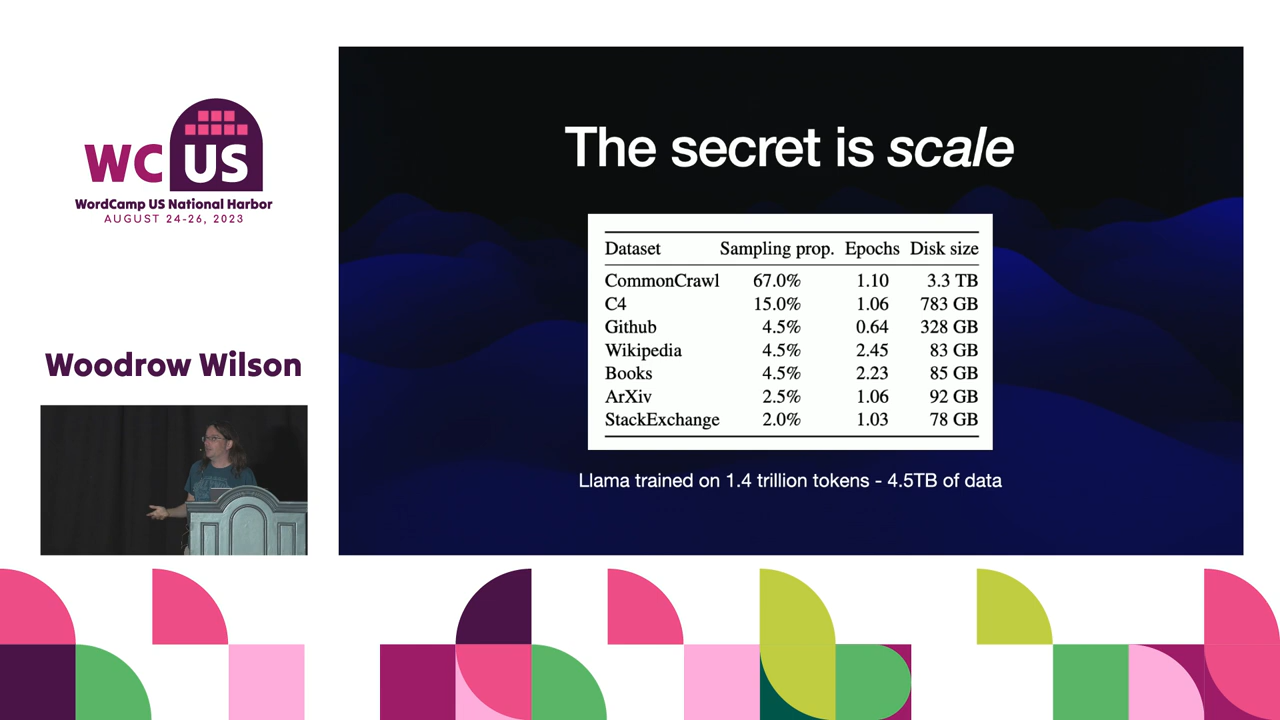 WC US
WordCamp US National Harbor
AUGUST 24-26, 2023
Woodrow Wilson
The secret is scale
Dataset Sampling prop. Epochs Disk size
CommonCrawl 67.0% 1.10 3.3 TB
C4 15.0% 1.06 783 GB
Github 4.5% 0.64 328 GB
Wikipedia 4.5% 2.45 83 GB
Books 4.5% 2.23 85 GB
ArXiv 2.5% 1.06 92 GB
StackExchange 2.0% 1.03 78 GB
Llama trained on 1.4 trillion tokens - 4.5TB of data